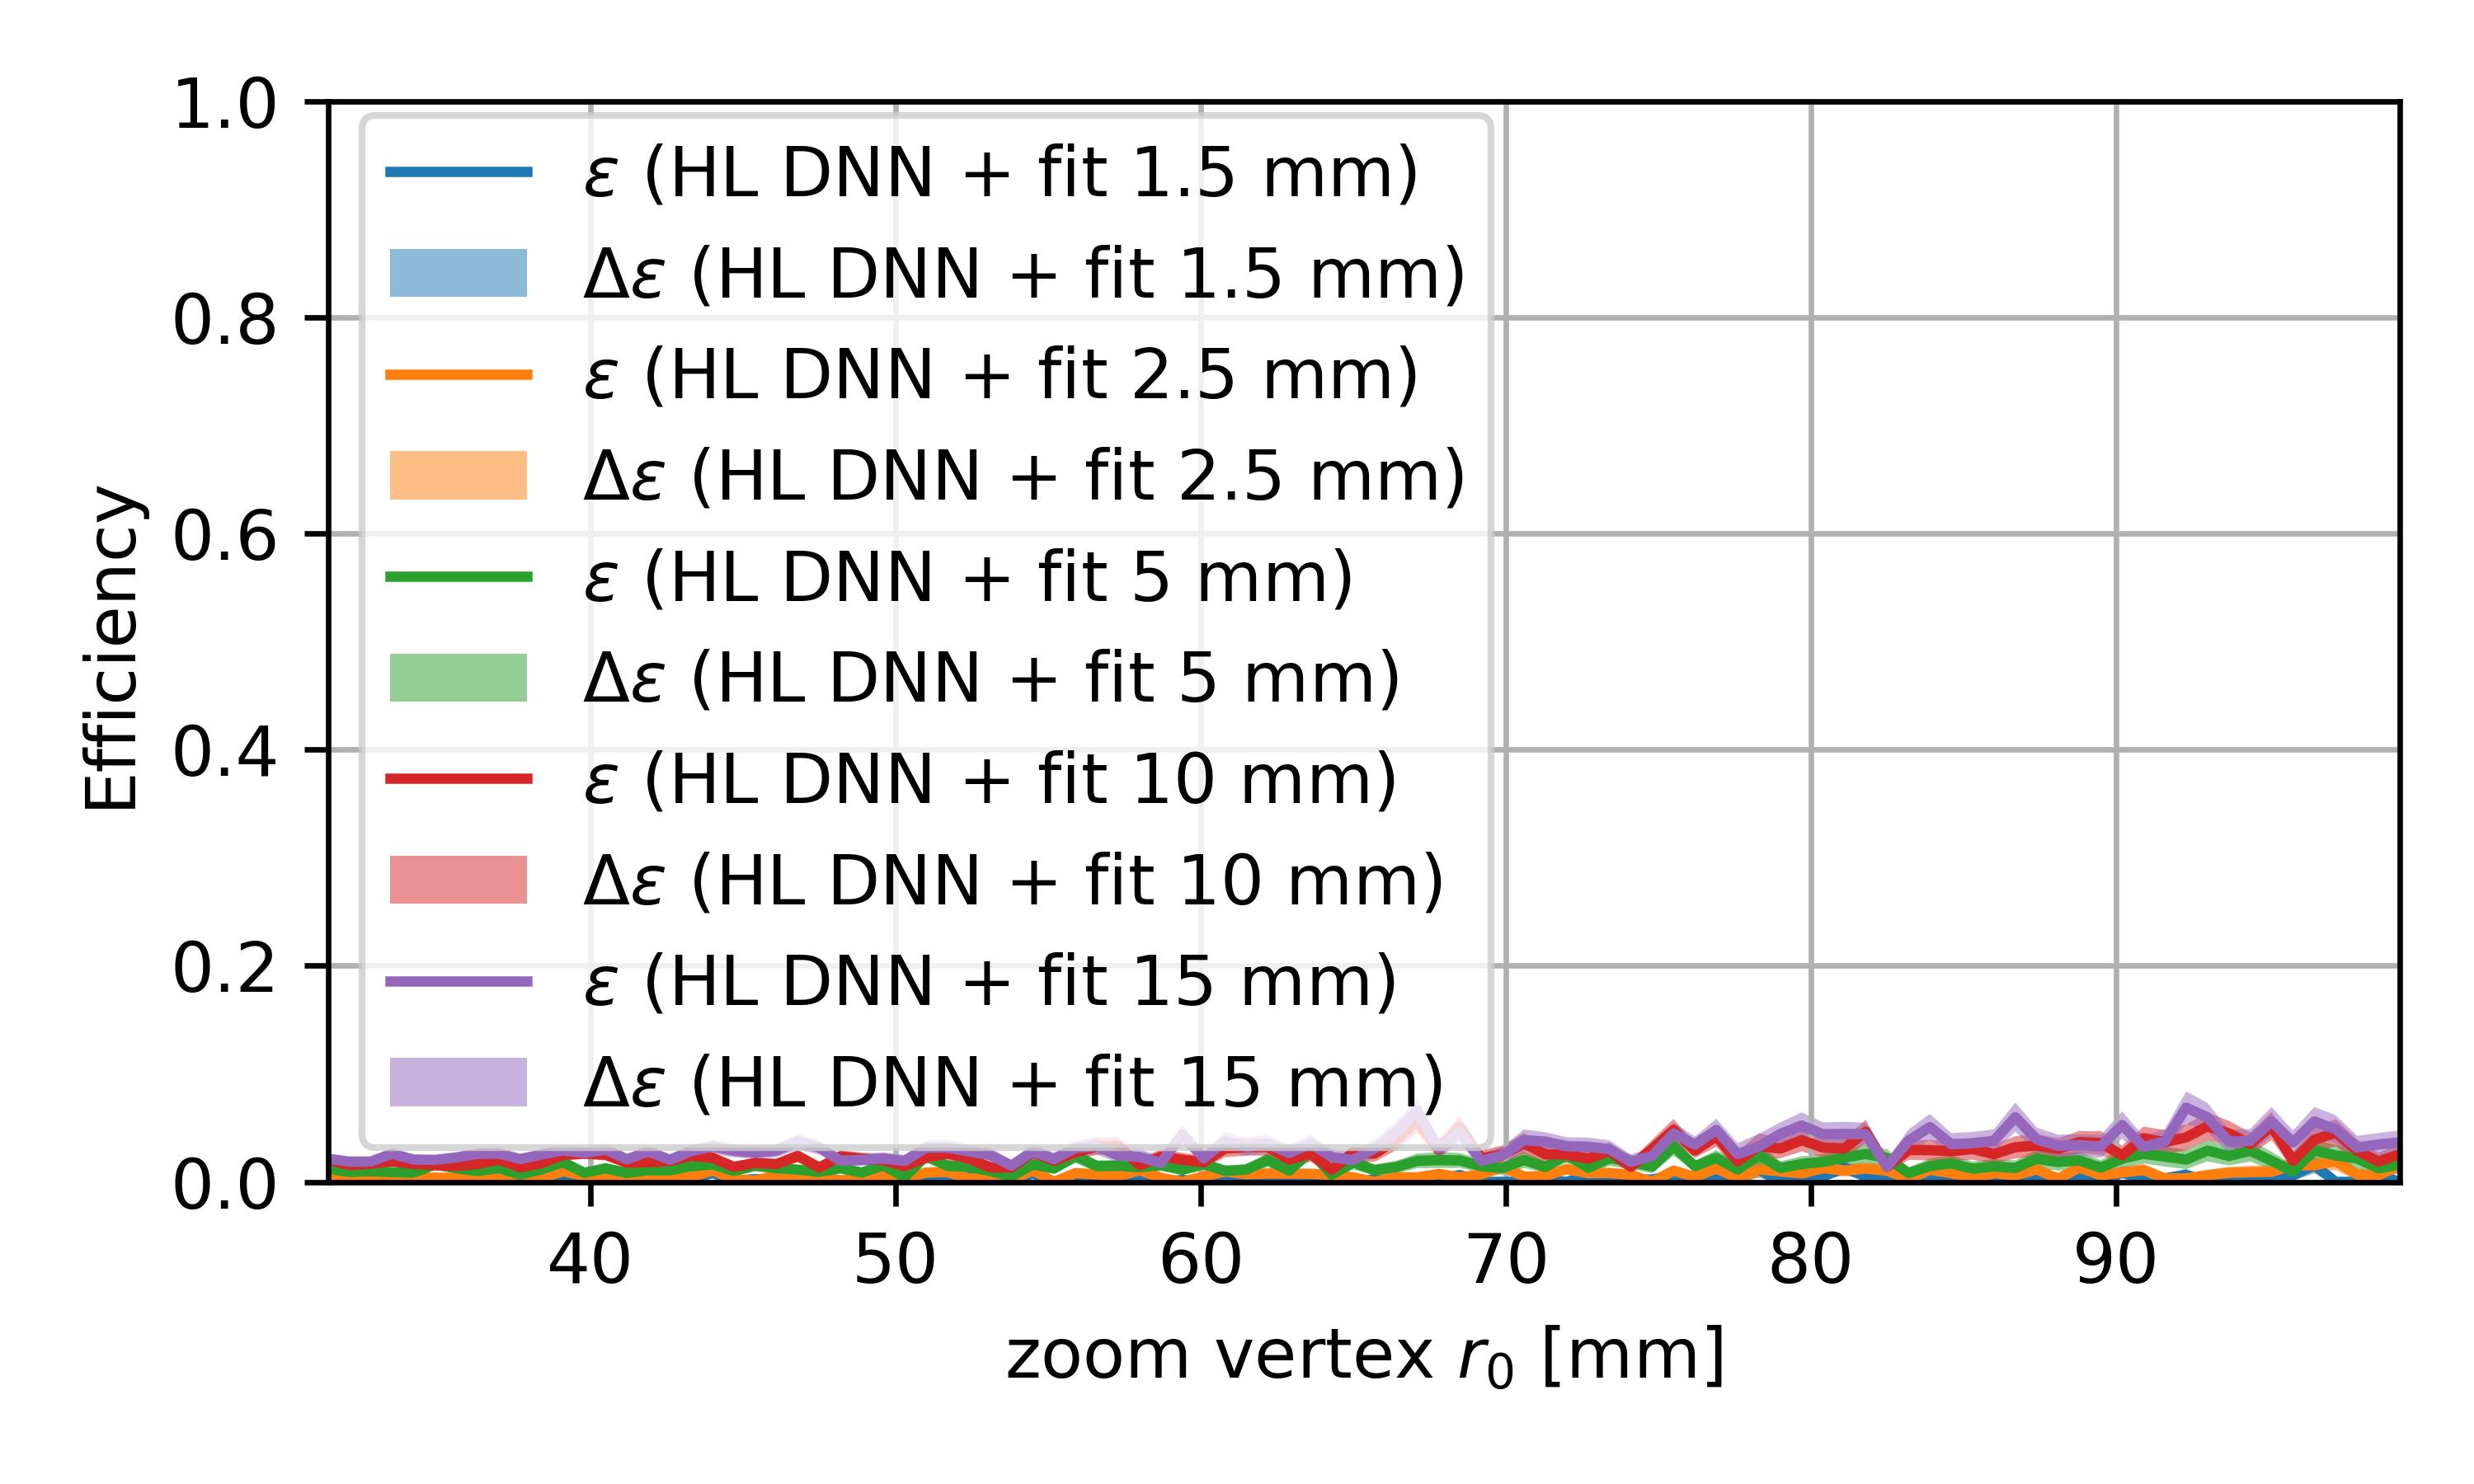 1.0
0.8
0.6
0.4
0.2
0.0
Efficiency
ε (HL DNN + fit 1.5 mm)
Δε (HL DNN + fit 1.5 mm)
ε (HL DNN + fit 2.5 mm)
Δε (HL DNN + fit 2.5 mm)
ε (HL DNN + fit 5 mm)
Δε (HL DNN + fit 5 mm)
ε (HL DNN + fit 10 mm)
Δε (HL DNN + fit 10 mm)
ε (HL DNN + fit 15 mm)
Δε (HL DNN + fit 15 mm)
40 50 60 70 80 90
zoom vertex r₀ [mm]